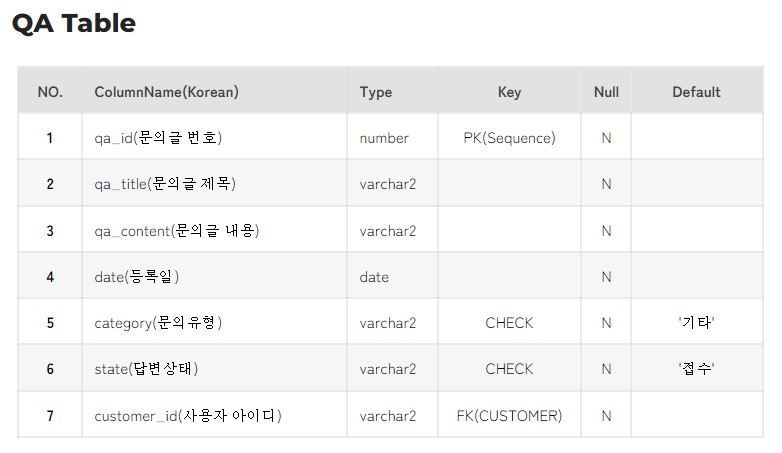 QA Table
NO. ColumnName(Korean) Type Key Null Default
1 qa_id(문의글 번호) number PK(Sequence) N
2 qa_title(문의글 제목) varchar2 N
3 qa_content(문의글 내용) varchar2 N
4 date(등록일) date N
5 category(문의유형) varchar2 CHECK N '기타'
6 state(답변상태) varchar2 CHECK N '접수'
7 customer_id(사용자 아이디) varchar2 FK(CUSTOMER) N